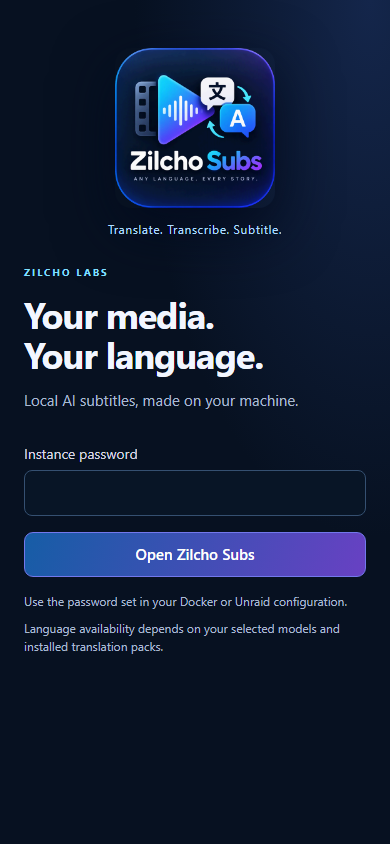 文
A
Zilcho Subs
ANY LANGUAGE. EVERY STORY.
Translate. Transcribe. Subtitle.
ZILCHO LABS
Your media.
Your language.
Local AI subtitles, made on your machine.
Instance password
Open Zilcho Subs
Use the password set in your Docker or Unraid configuration.
Language availability depends on your selected models and
installed translation packs.